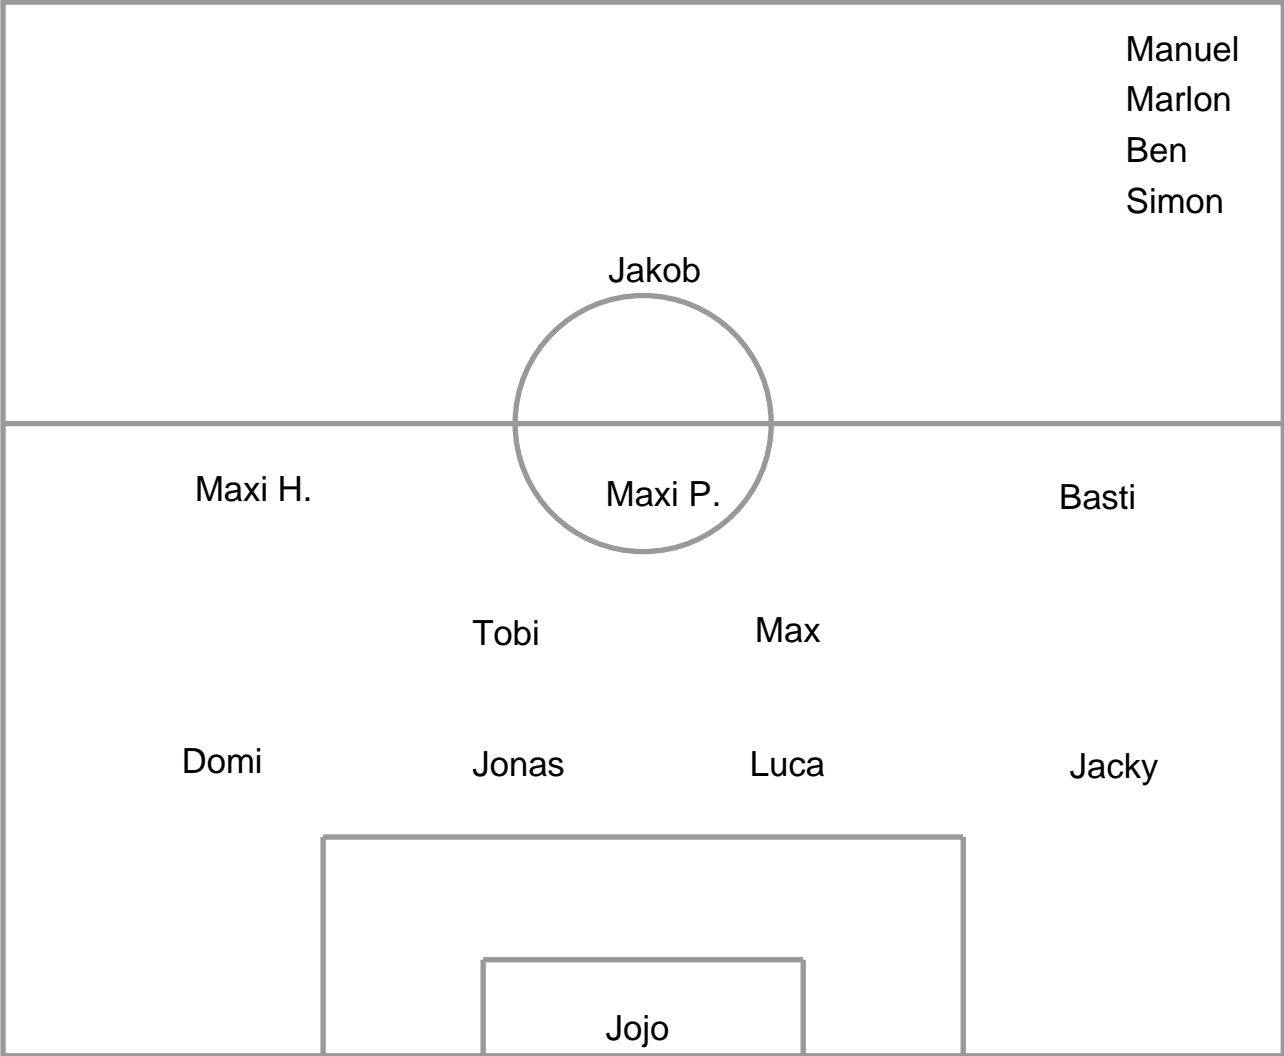 Manuel
Marlon
Ben
Simon
Jakob
Maxi H.
Maxi P.
Basti
Tobi
Max
Domi
Jonas
Luca
Jacky
Jojo